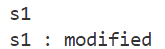 s1
s1 : modified